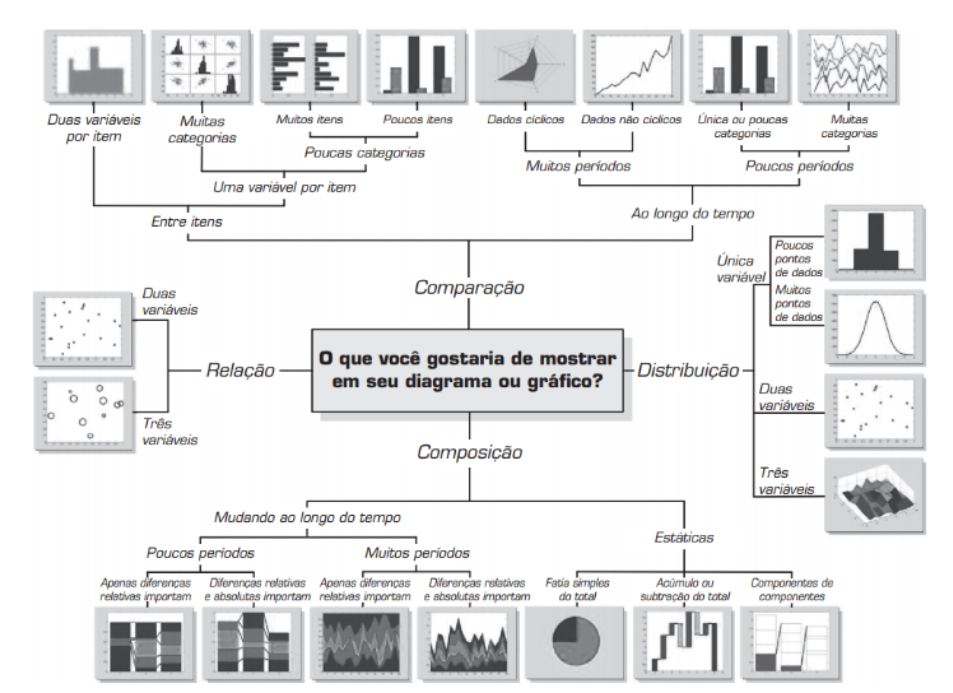 Duas variáveis
por item
Muitas
categorias
Muitos itens
Poucos itens
Dados cíclicos
Dados não cíclicos
Única ou poucas
categorias
Muitas
categorias
Poucas categorias
Muitos períodos
Poucos períodos
Uma variável por item
Entre itens
Ao longo do tempo
Comparação
Única
variável
Poucos
pontos
de dados
Muitos
pontos
de dados
Duas
variáveis
Relação
O que você gostaria de mostrar
em seu diagrama ou gráfico?
Distribuição
Três
variáveis
Duas
variáveis
Três
variáveis
Composição
Mudando ao longo do tempo
Estáticas
Poucos períodos
Muitos períodos
Apenas diferenças
relativas importam
Diferenças relativas
e absolutas importam
Apenas diferenças
relativas importam
Diferenças relativas
e absolutas importam
Fatia simples
do total
Acúmulo ou
subtração do total
Componentes de
componentes